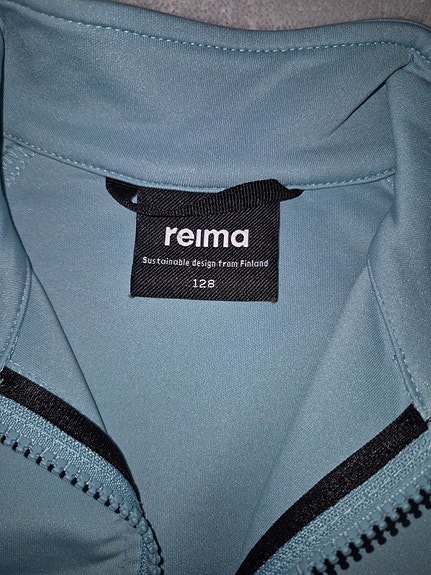 reima
Sustainable design from Finland
128